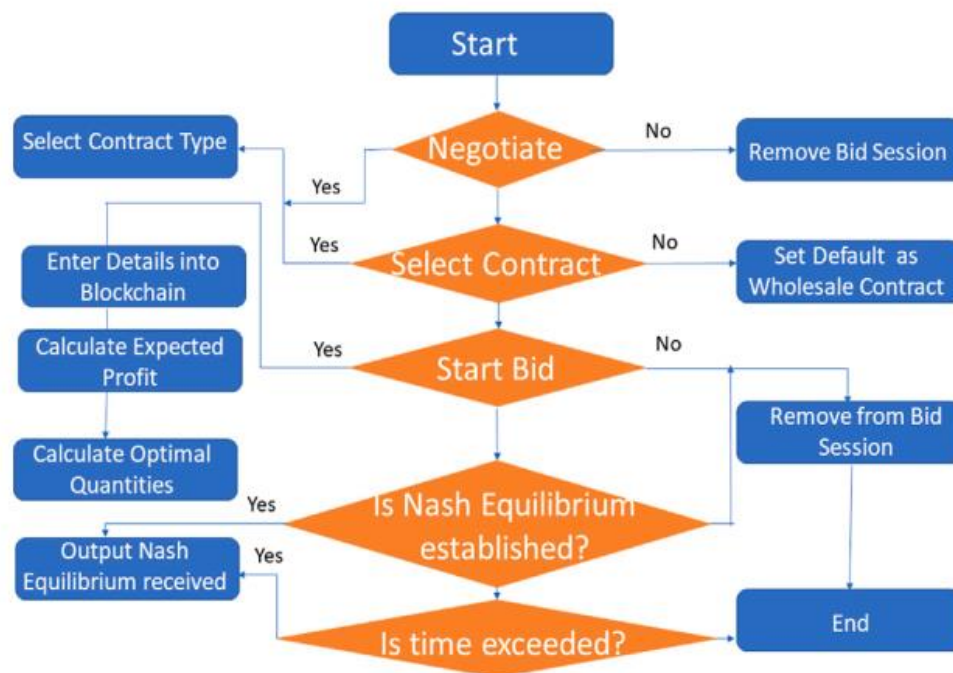 Start
Negotiate
No
Remove Bid Session
Select Contract Type
Yes
Select Contract
Yes
No
Set Default as
Wholesale Contract
Enter Details into
Blockchain
Calculate Expected
Profit
Yes
Start Bid
No
Remove from Bid
Session
Calculate Optimal
Quantities
Yes
Is Nash Equilibrium
established?
Output Nash
Equilibrium received
Yes
Is time exceeded?
End